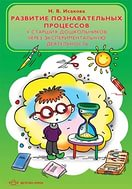 Н. В. Исакова
РАЗВИТИЕ ПОЗНАВАТЕЛЬНЫХ
ПРОЦЕССОВ
У СТАРШИХ ДОШКОЛЬНИКОВ
ЧЕРЕЗ ЭКСПЕРИМЕНТАЛЬНУЮ
ДЕЯТЕЛЬНОСТЬ